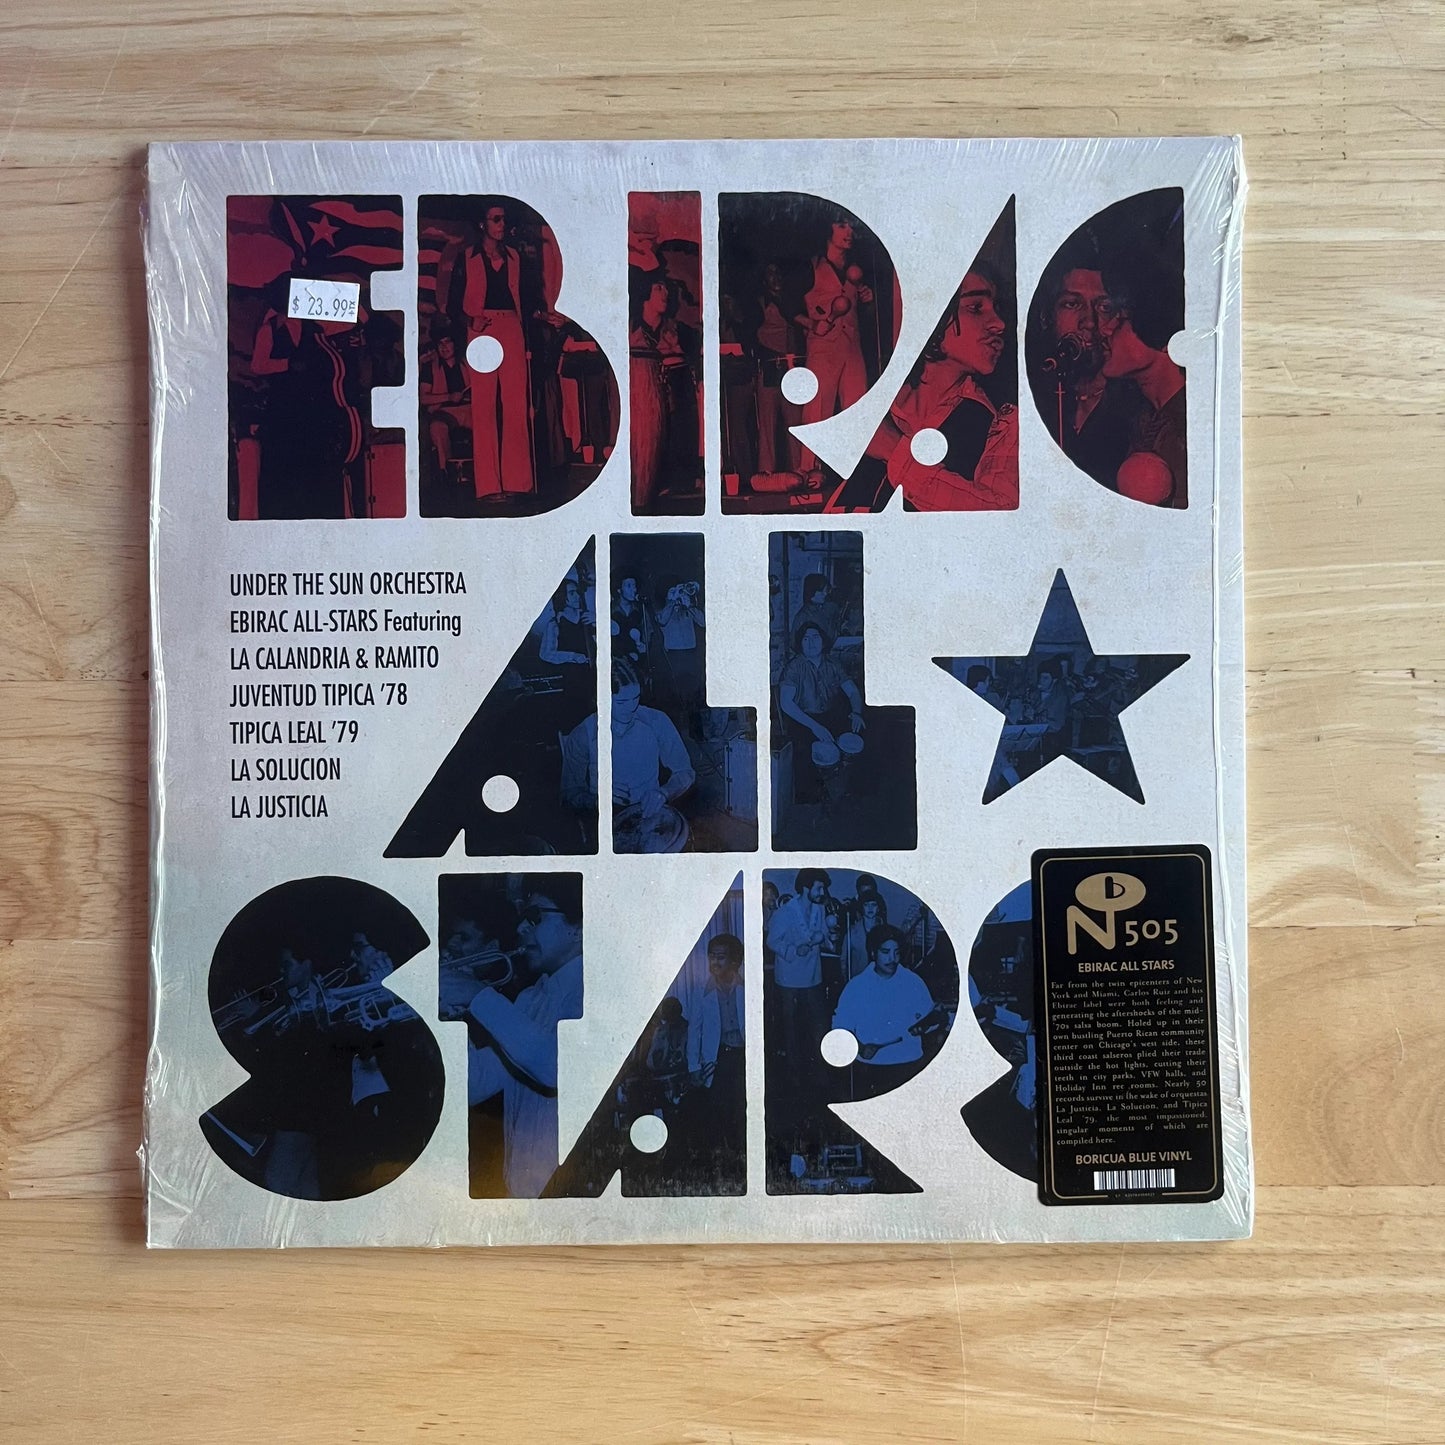 EBIRAC
$ 23.99
UNDER THE SUN ORCHESTRA
EBIRAC ALL-STARS Featuring
LA CALANDRIA & RAMITO
JUVENTUD TIPICA '78
TIPICA LEAL '79
LA SOLUCION
LA JUSTICIA
ALL
STARS
N 505
EBIRAC ALL STARS
Far from the twin epicenters of New
York and Miami, Carlos Ruiz and his
Ebirac label were both feeling and
generating the aftershocks of the mid-
'70s salsa boom. Holed up in their
own bustling Puerto Rican community
center on Chicago's west side, these
third coast salseros plied their trade
outside the hot lights, cutting their
teeth in city parks, VFW halls, and
Holiday Inn rec rooms. Nearly 50
records survive in the wake of orquestas
La Justicia, La Solucion, and Tipica
Leal '79, the most impassioned,
singular moments of which are
compiled here.
BORICUA BLUE VINYL